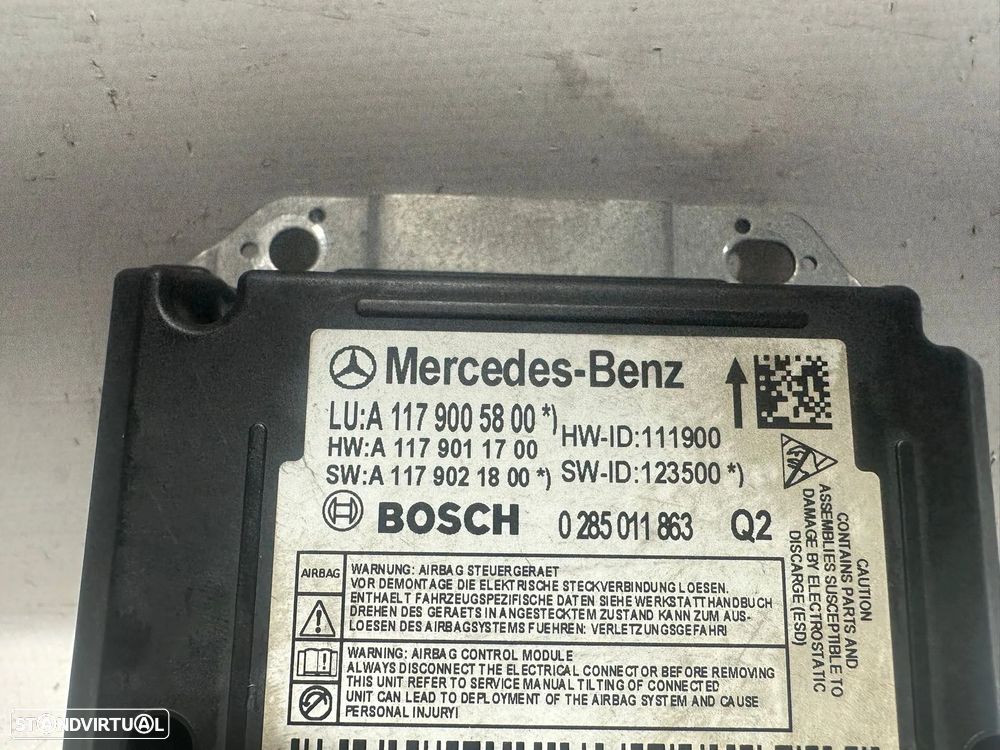 Mercedes-Benz
LU:A 117 900 58 00 *)
HW-ID:111900
HW:A 117 901 17 00
SW:A 117 902 18 00 *)
SW-ID:123500 *)
BOSCH 0 285 011 863 Q2
CAUTION
CONTAINS PARTS AND
ASSEMBLIES SUSCEPTIBLE TO
DAMAGE BY ELECTROSTATIC
DISCHARGE (ESD)
AIRBAG
WARNUNG: AIRBAG STEUERGERAET
VOR DEMONTAGE DIE ELEKTRISCHE STECKVERBINDUNG LOESEN.
ENTHAELT FAHRZEUGSPEZIFISCHE DATEN SIEHE WERKSTATTHANDBUCH
DREHEN DES GERAETS IN ANGESTECKTEM ZUSTAND KANN ZUM AUS-
LOESEN DES AIRBAGSYSTEMS FUEHREN: VERLETZUNGSGEFAHR!
WARNING: AIRBAG CONTROL MODULE
ALWAYS DISCONNECT THE ELECTRICAL CONNECTOR BEFORE REMOVING
THIS UNIT REFER TO SERVICE MANUAL TILTING OF CONNECTED
UNIT CAN LEAD TO DEPLOYMENT OF THE AIRBAG SYSTEM AND CAUSE
PERSONAL INJURY!
STANDVIRTUAL